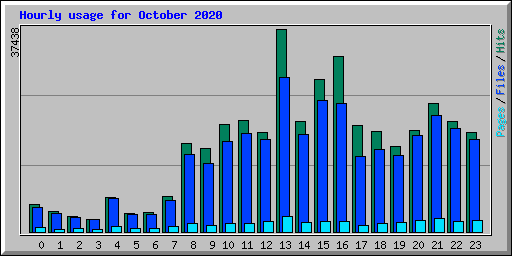 Hourly usage for October 2020
37438
Pages/Files/Hits
0 1 2 3 4 5 6 7 8 9 10 11 12 13 14 15 16 17 18 19 20 21 22 23